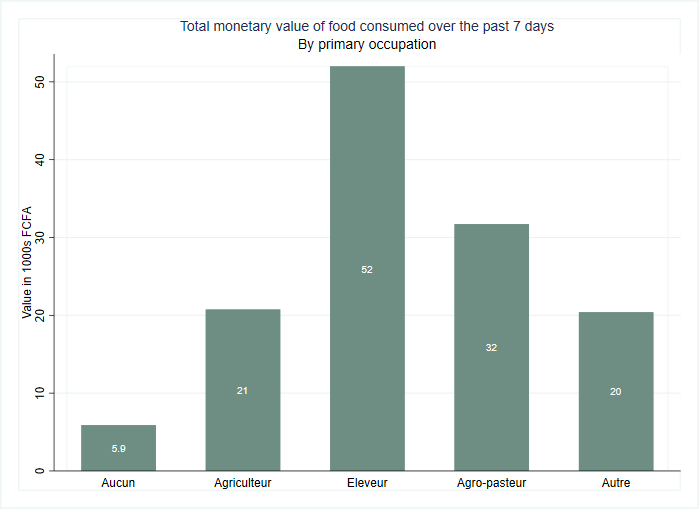 Total monetary value of food consumed over the past 7 days
By primary occupation
Value in 1000s FCFA
50
40
30
20
10
0
5.9
21
52
32
20
Aucun
Agriculteur
Eleveur
Agro-pasteur
Autre